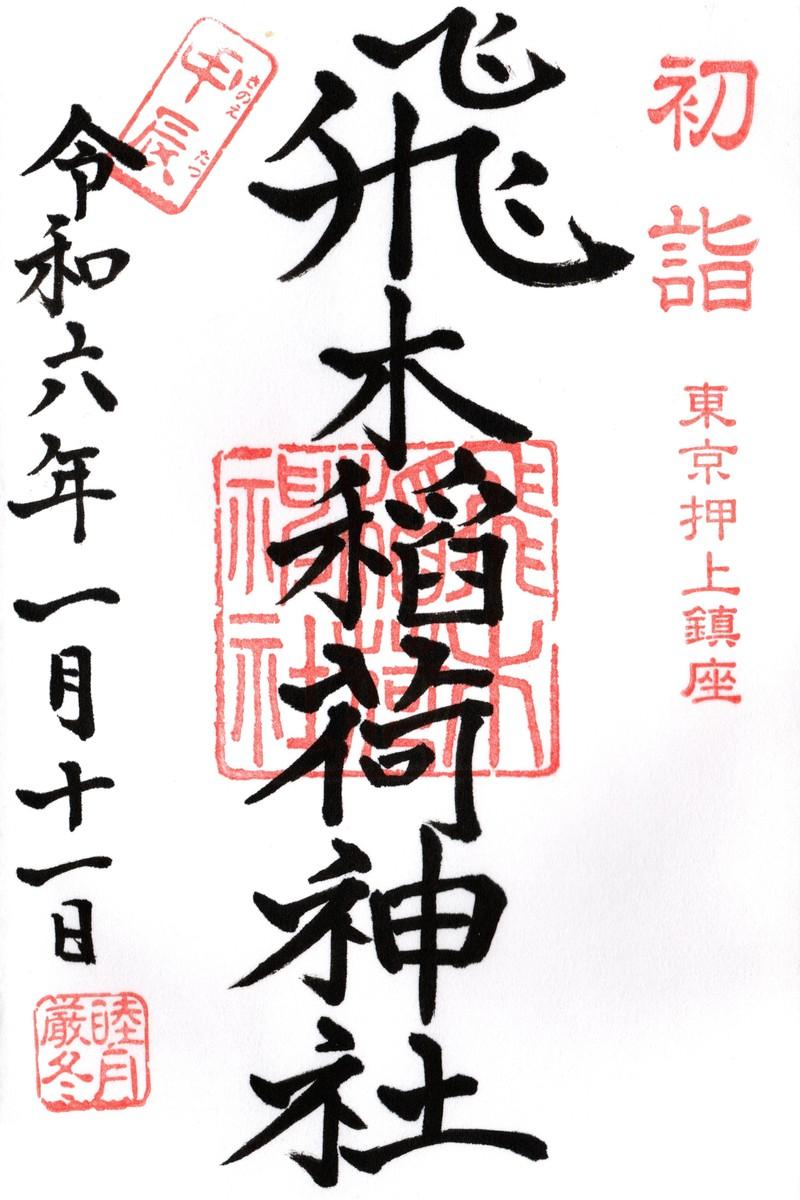 初詣
東京押上鎮座
飛木稲荷神社
飛木
稲荷
神社
甲辰
きのえ たつ
令和六年一月十一日
睦月
厳冬